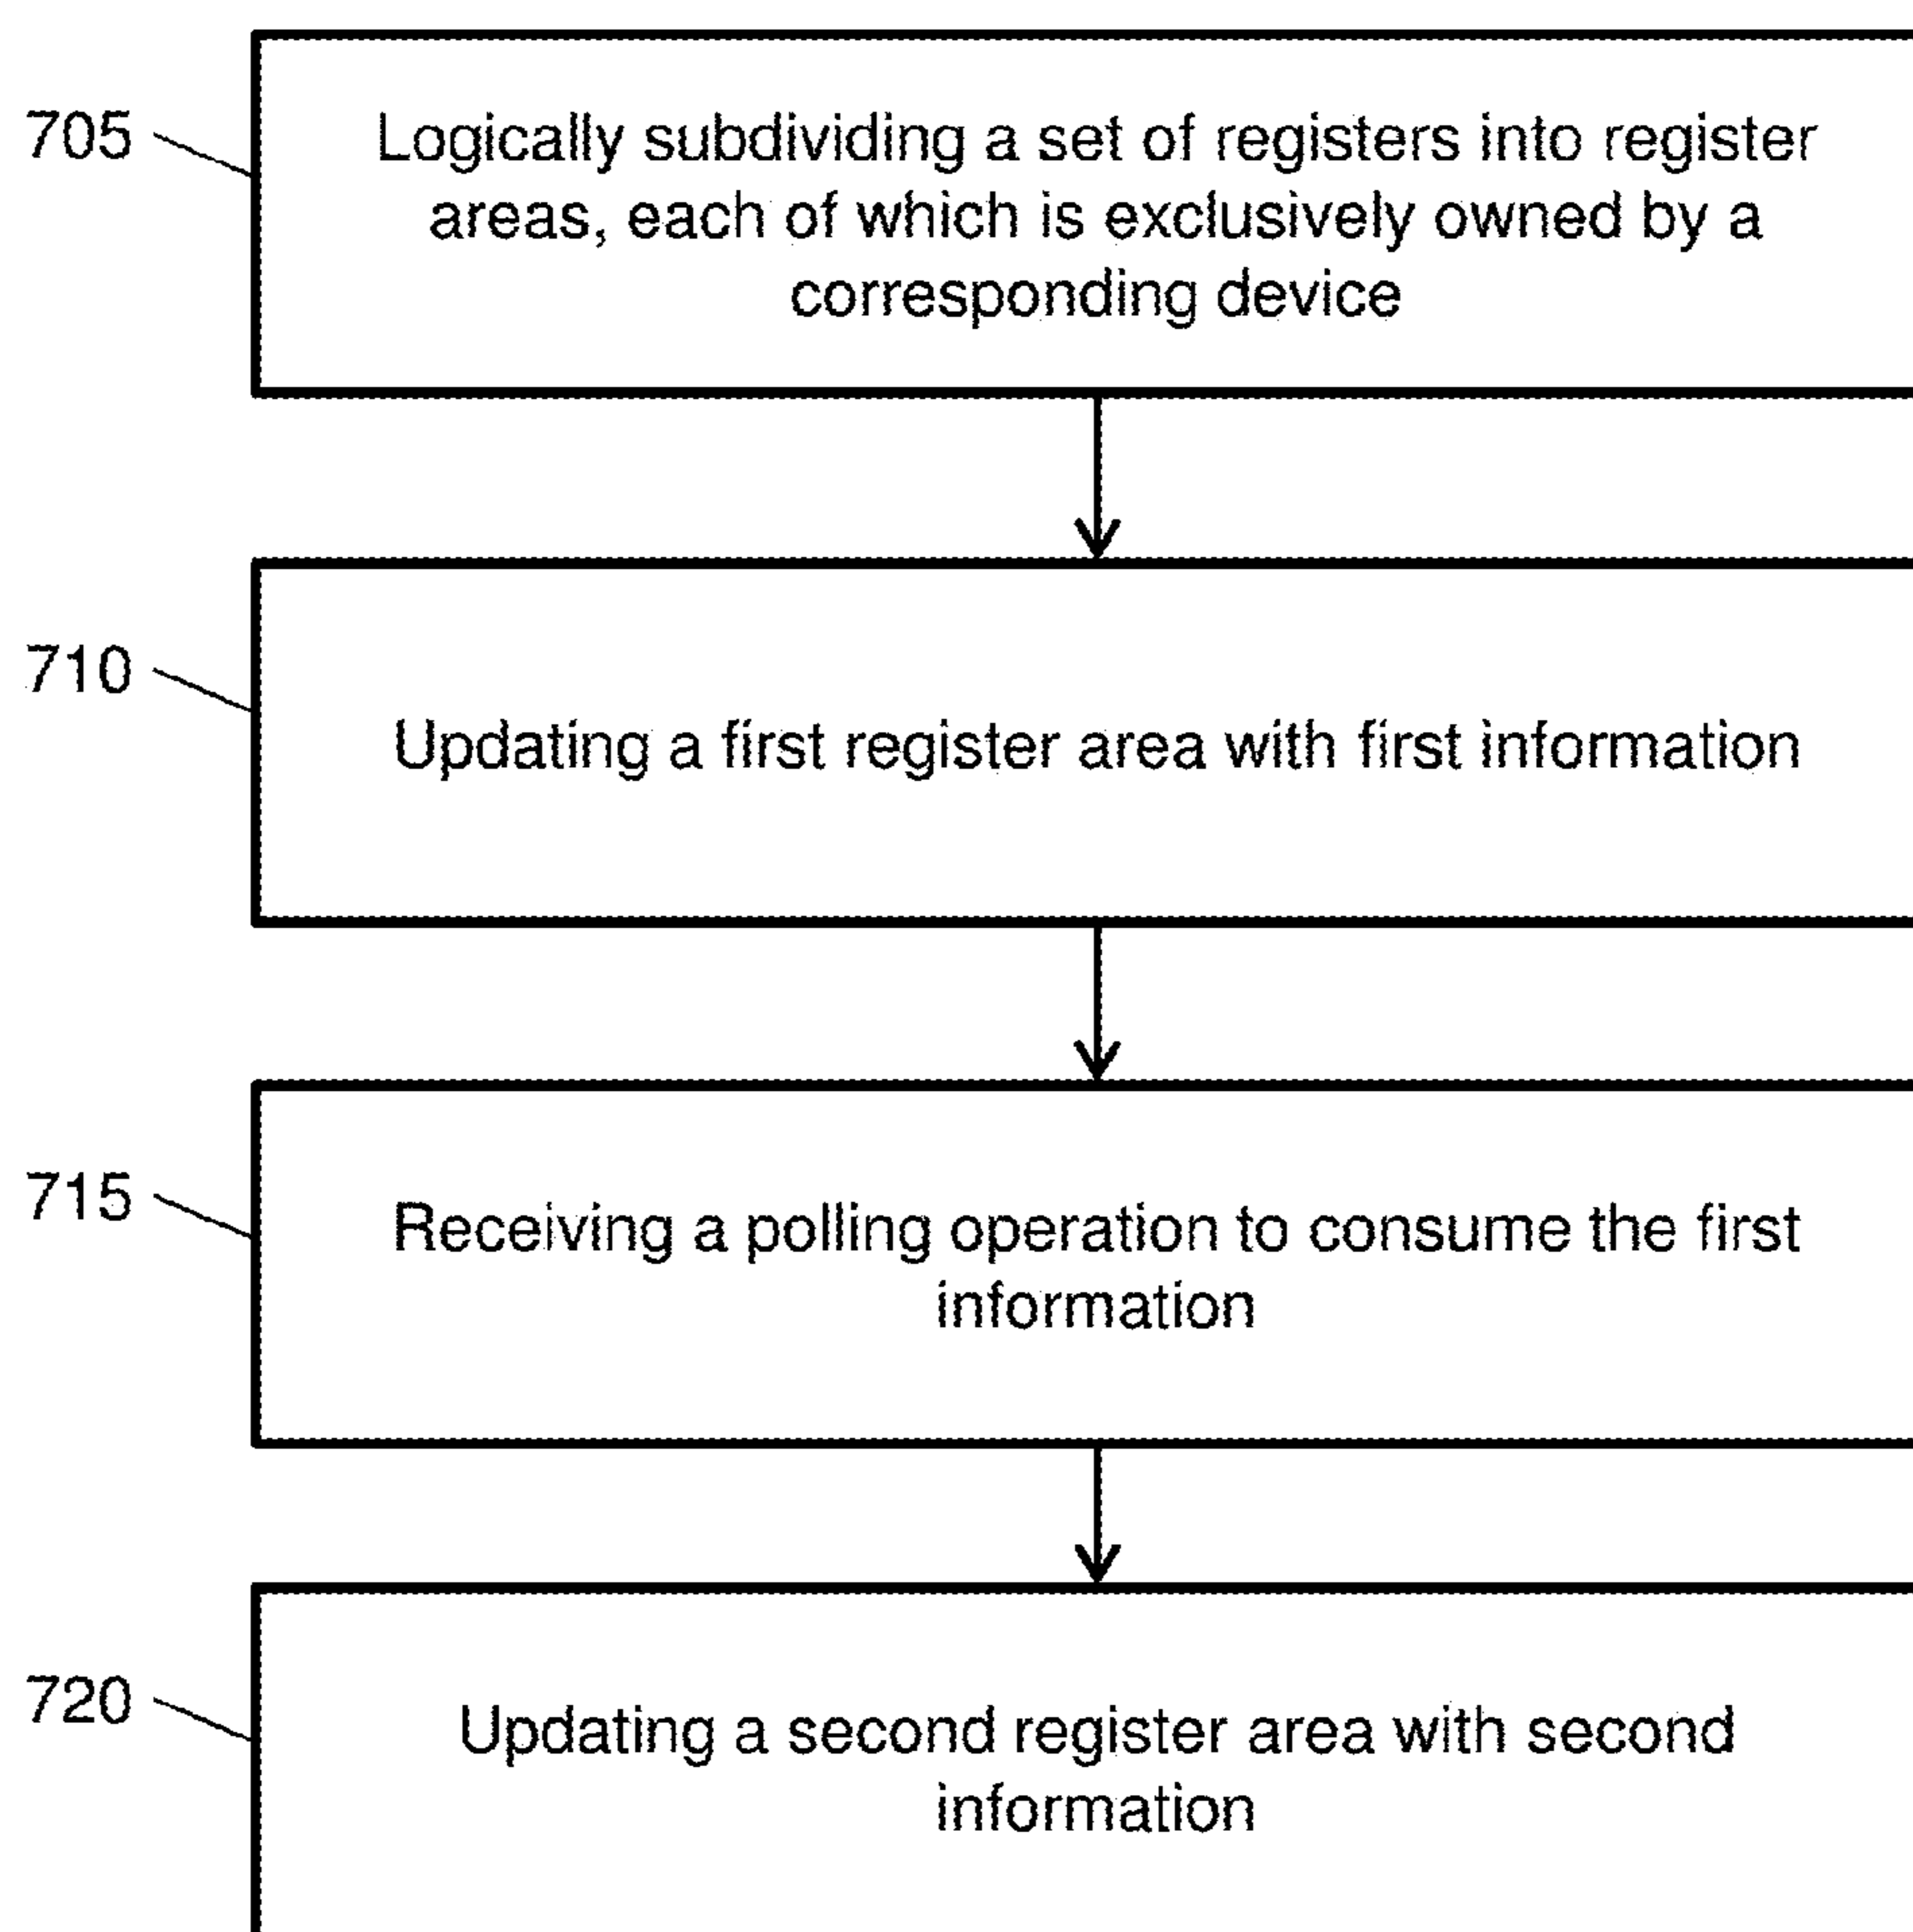 705
Logically subdividing a set of registers into register
areas, each of which is exclusively owned by a
corresponding device
710
Updating a first register area with first information
715
Receiving a polling operation to consume the first
information
720
Updating a second register area with second
information